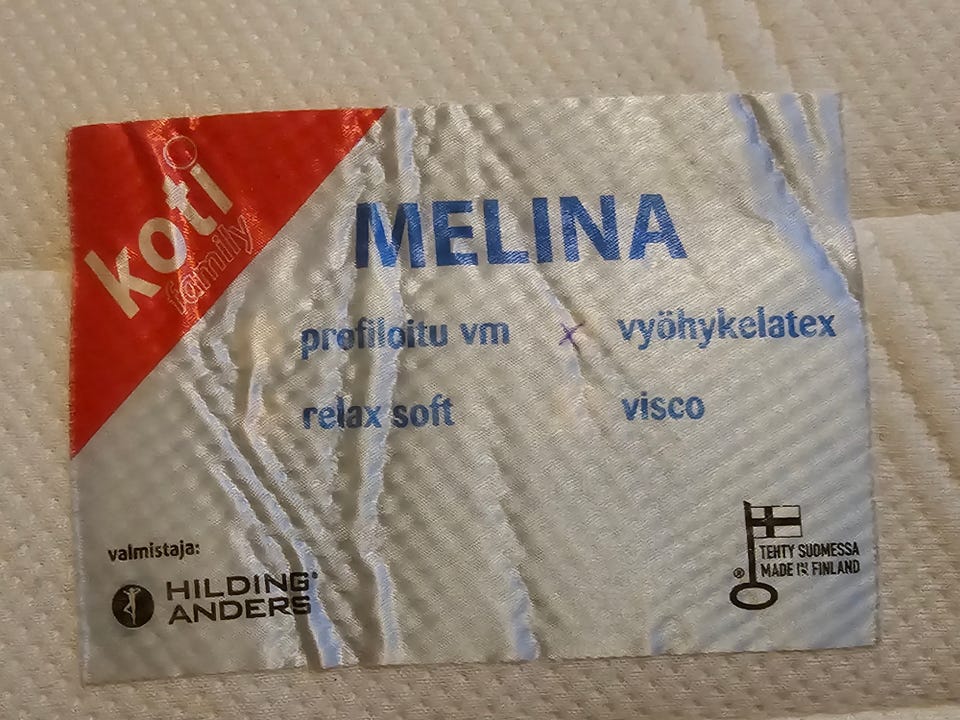 koti
family
MELINA
profiloitu vm x vyöhykelatex
relax soft visco
valmistaja:
HILDING
ANDERS
TEHTY SUOMESSA
® MADE IN FINLAND